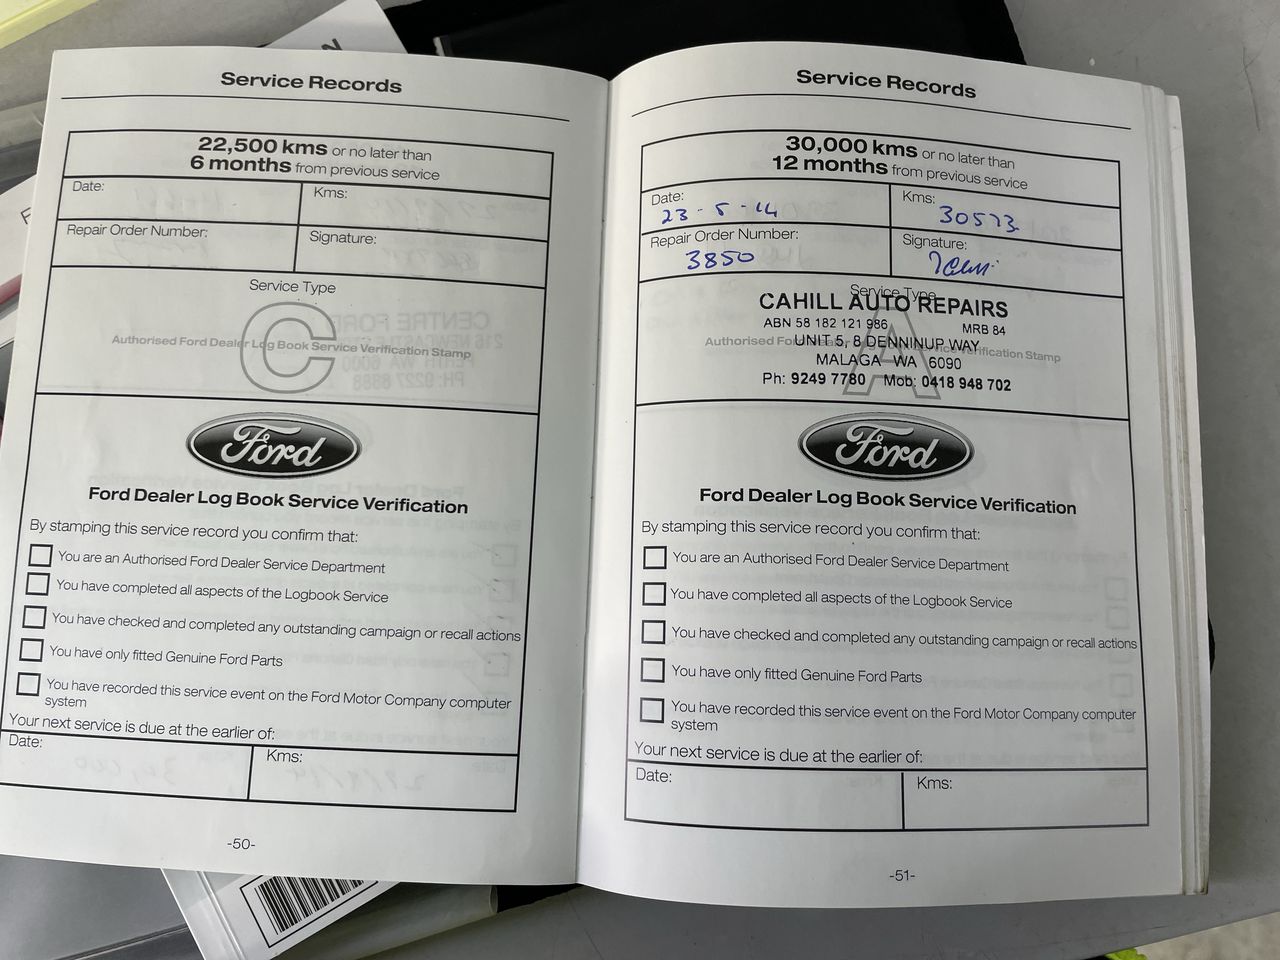 Service Records
22,500 kms or no later than
6 months from previous service
Date:
Kms:
Repair Order Number:
Signature:
Service Type
C
Authorised Ford Dealer Log Book Service Verification Stamp
Ford
Ford Dealer Log Book Service Verification
By stamping this service record you confirm that:
You are an Authorised Ford Dealer Service Department
You have completed all aspects of the Logbook Service
You have checked and completed any outstanding campaign or recall actions
You have only fitted Genuine Ford Parts
You have recorded this service event on the Ford Motor Company computer
system
Your next service is due at the earlier of:
Date:
Kms:
-50-
Service Records
30,000 kms or no later than
12 months from previous service
Date:
23-5-14
Kms:
30573
Repair Order Number:
3850
Signature:
Service Type
CAHILL AUTO REPAIRS
ABN 58 182 121 986 MRB 84
UNIT 5, 8 DENNINUP WAY
MALAGA WA 6090
Ph: 9249 7780 Mob: 0418 948 702
A
Authorised Ford Dealer Log Book Service Verification Stamp
Ford
Ford Dealer Log Book Service Verification
By stamping this service record you confirm that:
You are an Authorised Ford Dealer Service Department
You have completed all aspects of the Logbook Service
You have checked and completed any outstanding campaign or recall actions
You have only fitted Genuine Ford Parts
You have recorded this service event on the Ford Motor Company computer
system
Your next service is due at the earlier of:
Date:
Kms:
-51-